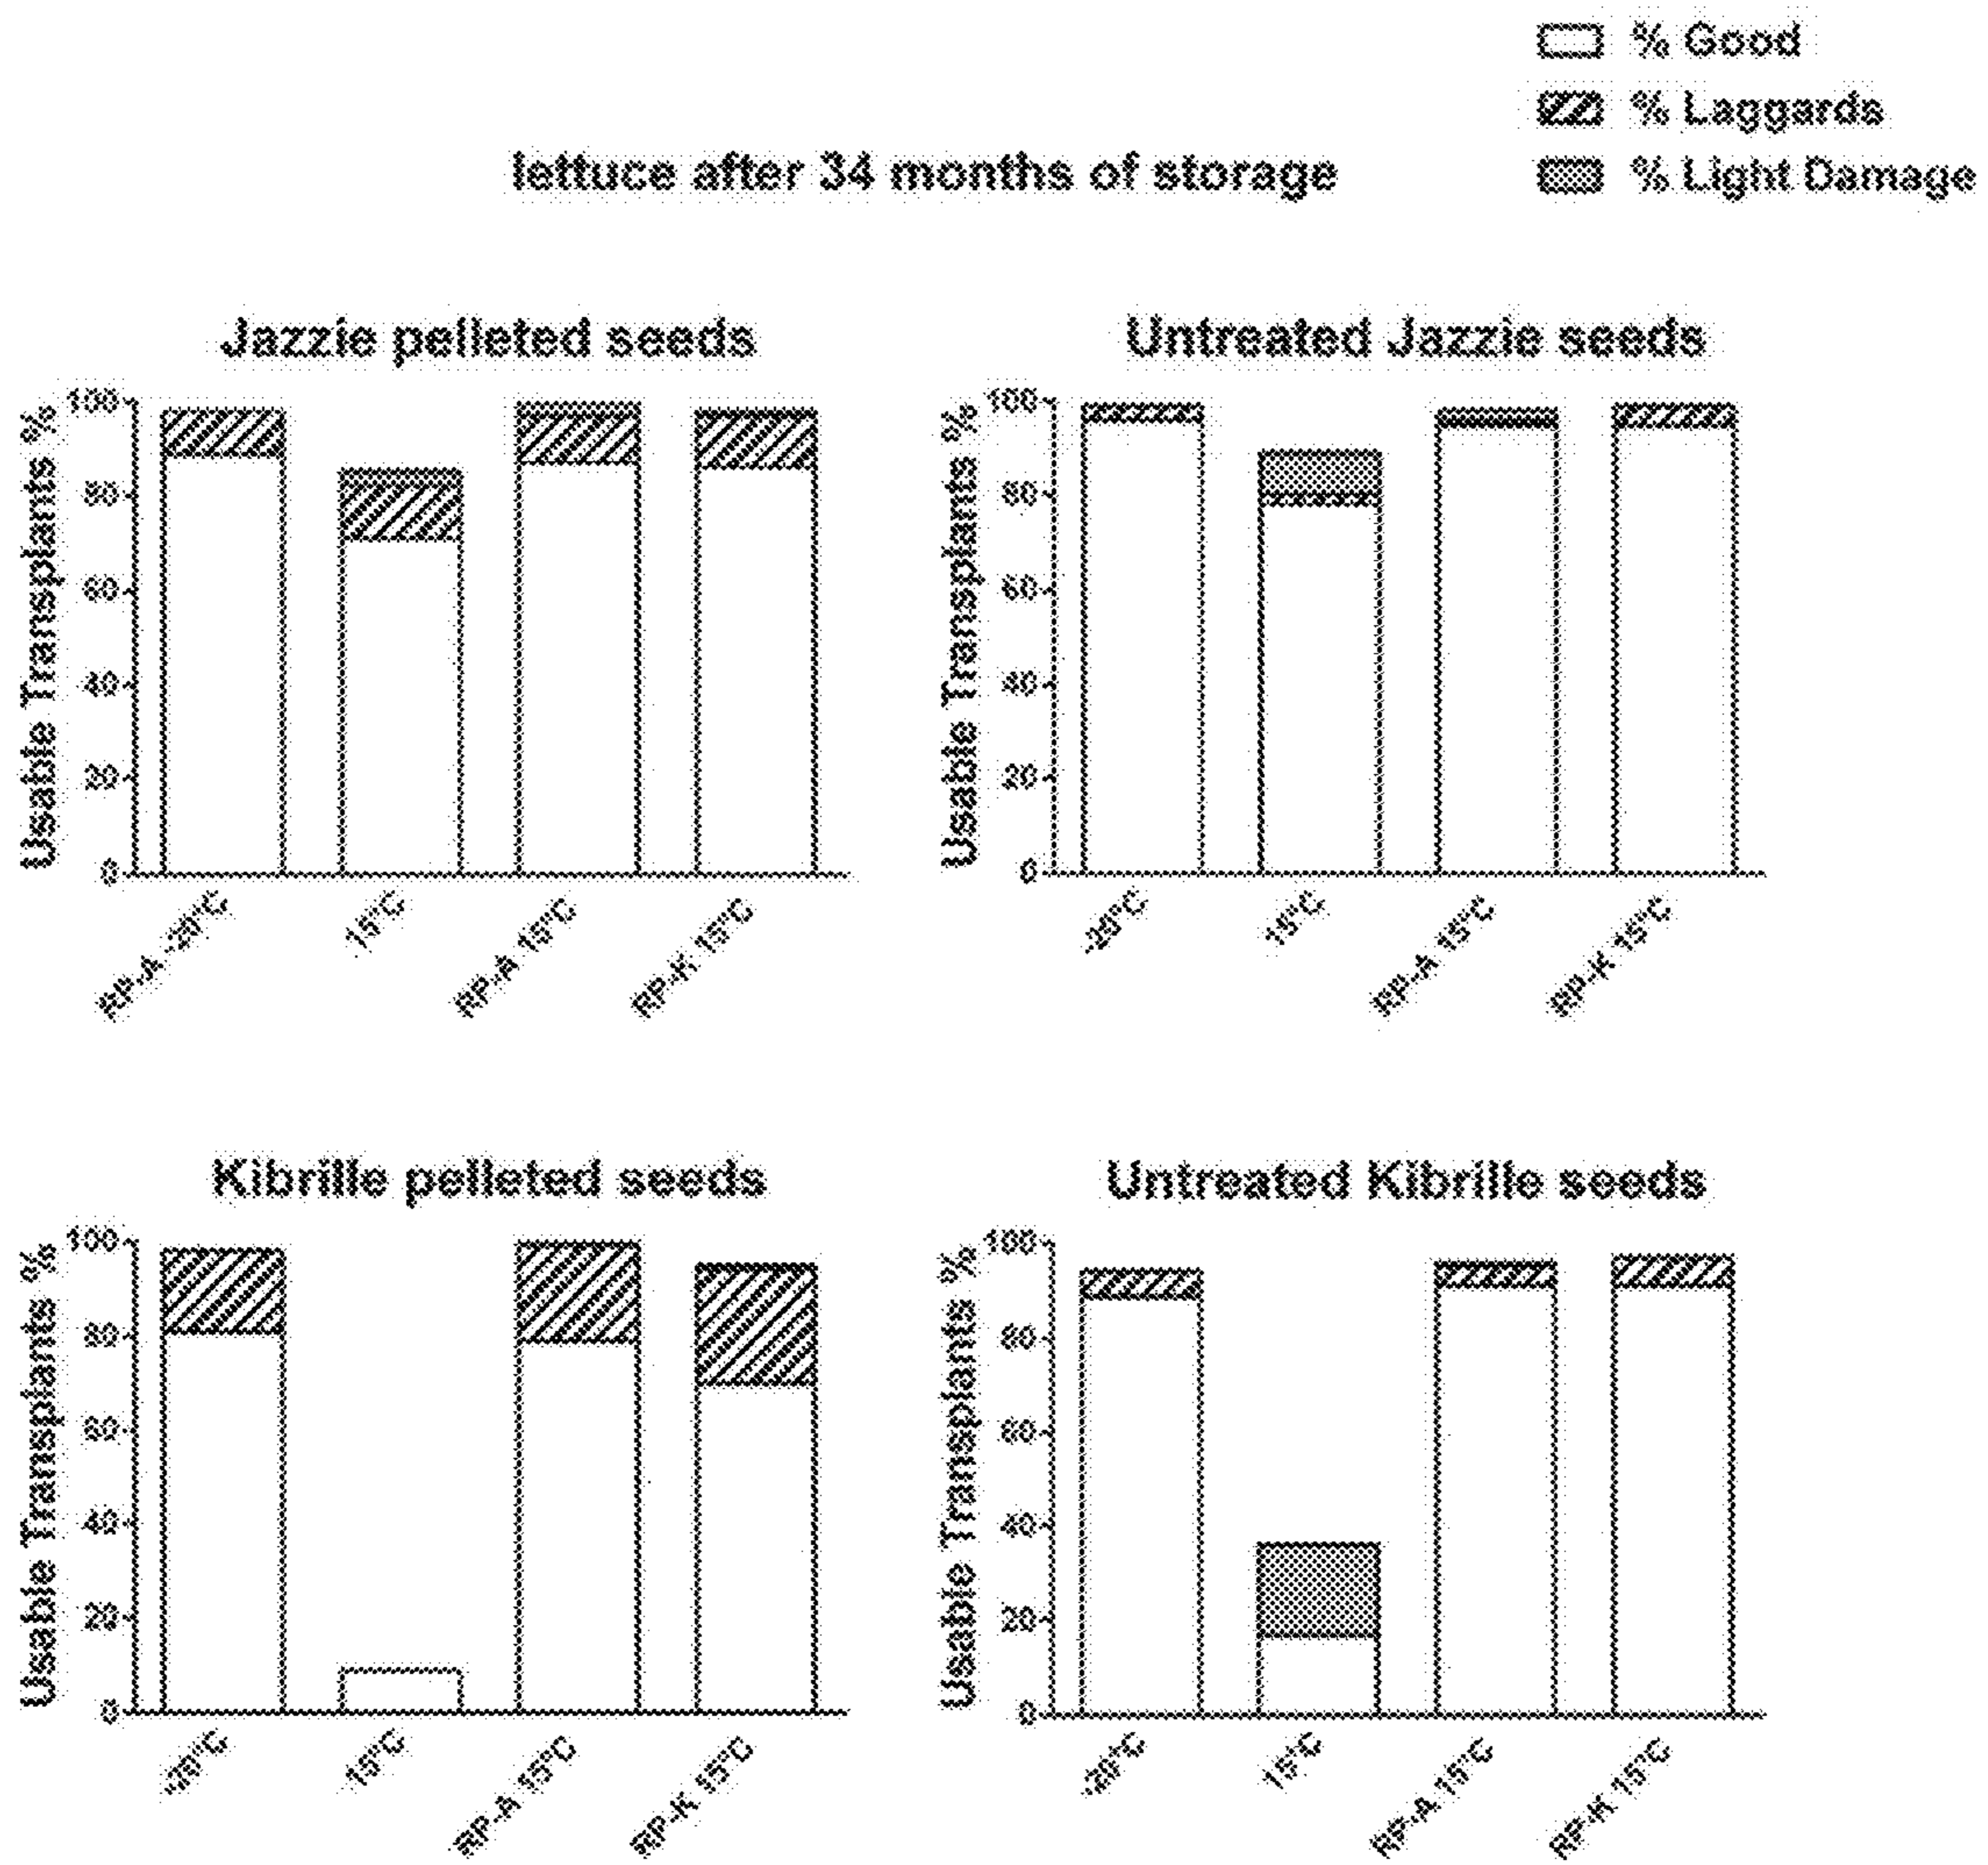 % Good
% Laggards
% Light Damage
lettuce after 34 months of storage
Jazzie pelleted seeds
Usable Transplants %
100
80
60
40
20
0
RP-A -20°C
15°C
RP-A 15°C
RP-K 15°C
Untreated Jazzie seeds
Usable Transplants %
100
80
60
40
20
0
-20°C
15°C
RP-A 15°C
RP-K 15°C
Kibrille pelleted seeds
Usable Transplants %
100
80
60
40
20
0
-20°C
15°C
RP-A 15°C
RP-K 15°C
Untreated Kibrille seeds
Usable Transplants %
100
80
60
40
20
0
-20°C
15°C
RP-A 15°C
RP-K 15°C